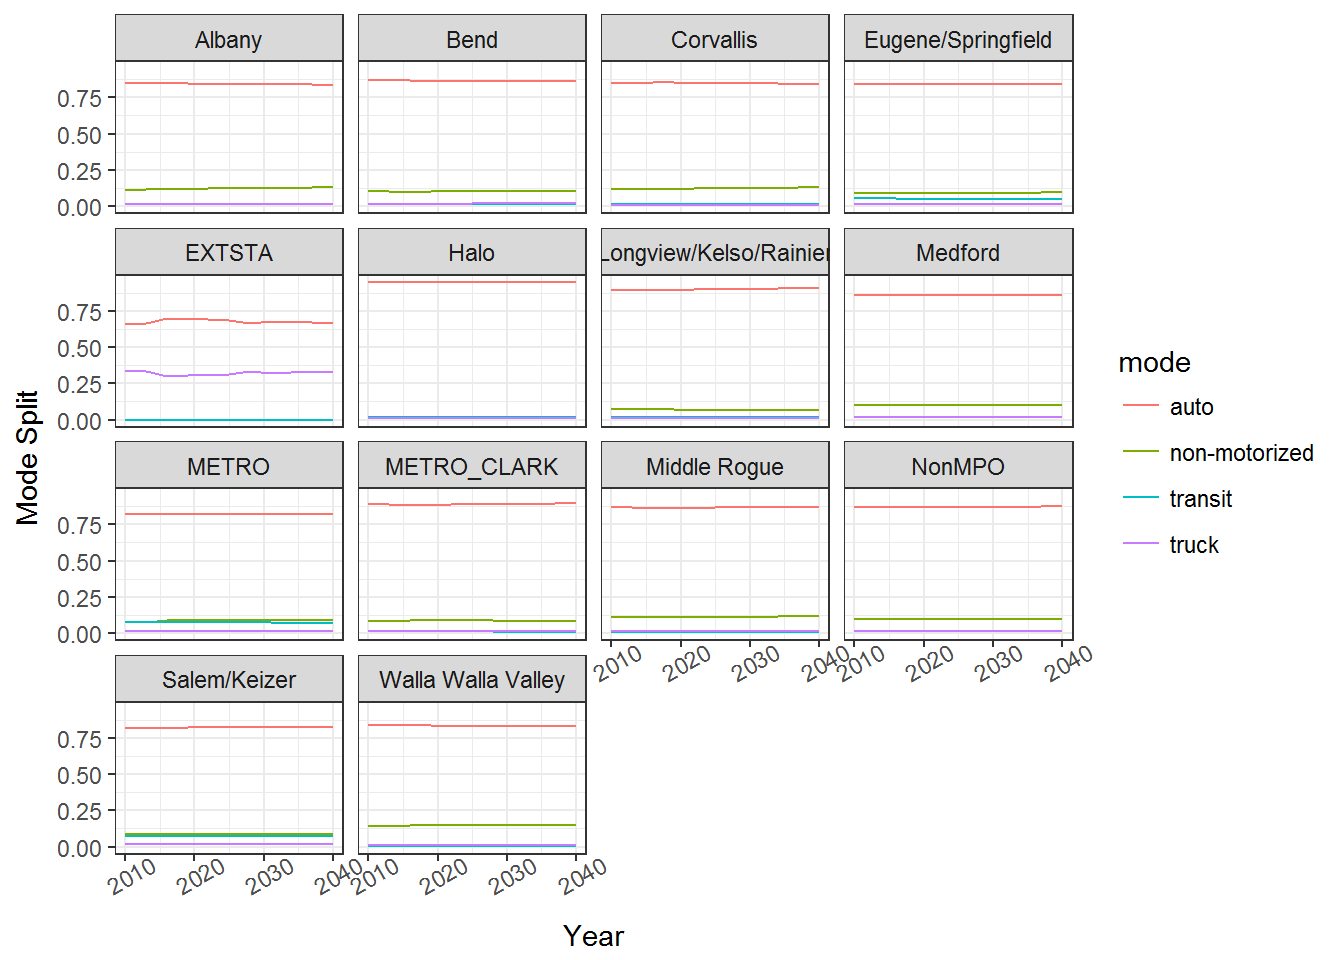 Albany Bend Corvallis Eugene/Springfield
0.75
0.50
0.25
0.00
EXTSTA Halo Longview/Kelso/Rainier Medford
0.75
0.50
0.25
0.00
METRO METRO_CLARK Middle Rogue NonMPO
0.75
0.50
0.25
0.00
2010 2020 2030 2040 2010 2020 2030 2040
Salem/Keizer Walla Walla Valley
0.75
0.50
0.25
0.00
2010 2020 2030 2040 2010 2020 2030 2040
Year
Mode Split
mode
auto
non-motorized
transit
truck